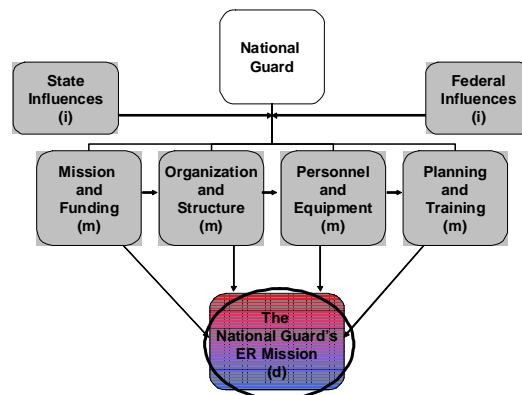 National
Guard
State
Influences
(i)
Federal
Influences
(i)
Mission
and
Funding
(m)
Organization
and
Structure
(m)
Personnel
and
Equipment
(m)
Planning
and
Training
(m)
The
National Guard's
ER Mission
(d)